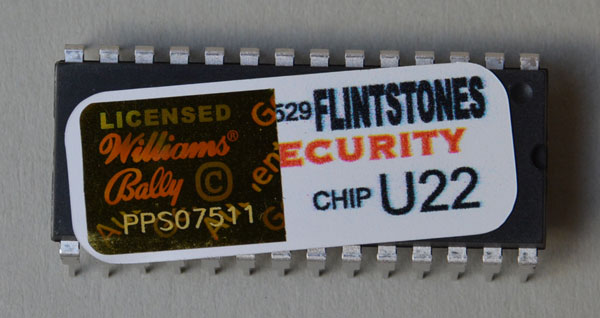 LICENSED
Williams®
Bally ©
PPS07511
529 FLINTSTONES
ECURITY
CHIP U22